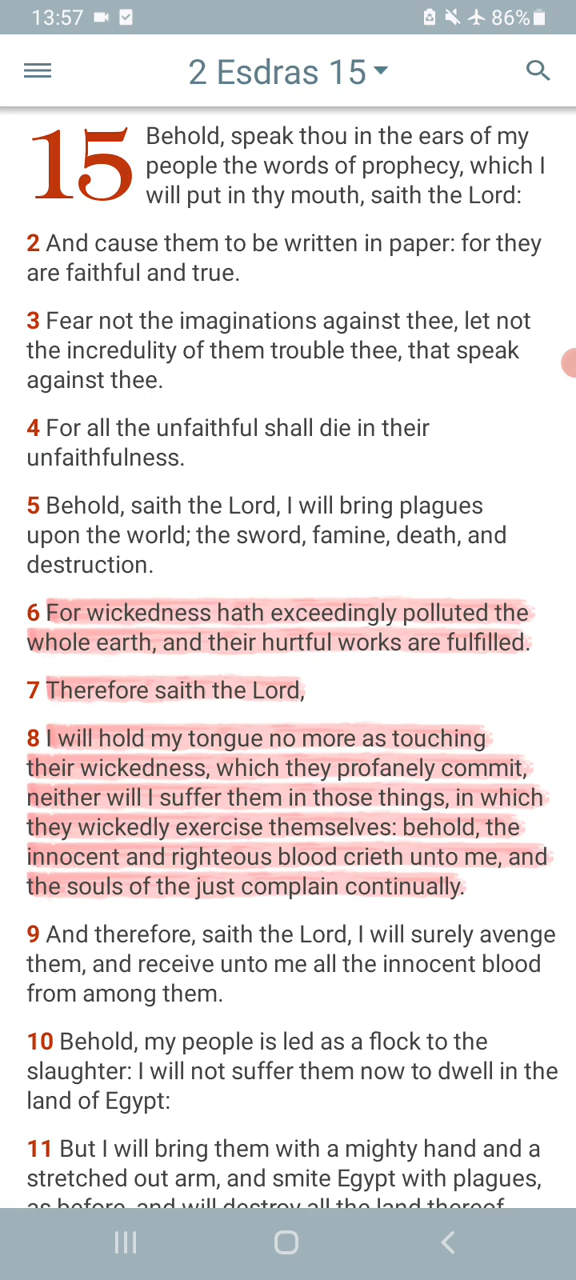 13:57
86%
2 Esdras 15
15 Behold, speak thou in the ears of my
people the words of prophecy, which I
will put in thy mouth, saith the Lord:
2 And cause them to be written in paper: for they
are faithful and true.
3 Fear not the imaginations against thee, let not
the incredulity of them trouble thee, that speak
against thee.
4 For all the unfaithful shall die in their
unfaithfulness.
5 Behold, saith the Lord, I will bring plagues
upon the world; the sword, famine, death, and
destruction.
6 For wickedness hath exceedingly polluted the
whole earth, and their hurtful works are fulfilled.
7 Therefore saith the Lord,
8 I will hold my tongue no more as touching
their wickedness, which they profanely commit,
neither will I suffer them in those things, in which
they wickedly exercise themselves: behold, the
innocent and righteous blood crieth unto me, and
the souls of the just complain continually.
9 And therefore, saith the Lord, I will surely avenge
them, and receive unto me all the innocent blood
from among them.
10 Behold, my people is led as a flock to the
slaughter: I will not suffer them now to dwell in the
land of Egypt:
11 But I will bring them with a mighty hand and a
stretched out arm, and smite Egypt with plagues,
as before, and will destroy all the land thereof.